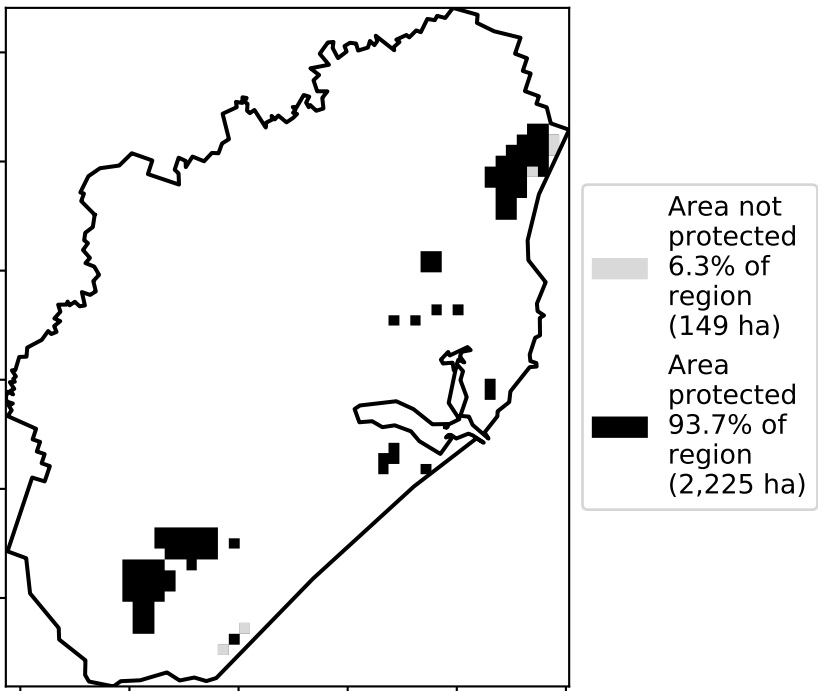 Area not
protected
6.3% of
region
(149 ha)
Area
protected
93.7% of
region
(2,225 ha)